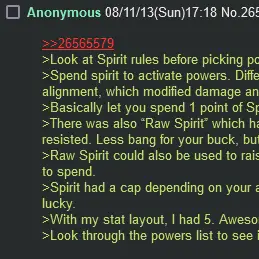 Anonymous 08/11/13(Sun)17:18 No.265
>>26565579
>Look at Spirit rules before picking po
>Spend spirit to activate powers. Diffe
alignment, which modified damage an
>Basically let you spend 1 point of Sp
>There was also “Raw Spirit” which ha
resisted. Less bang for your buck, bu
>Raw Spirit could also be used to rais
to spend.
>Spirit had a cap depending on your a
lucky.
>With my stat layout, I had 5. Aweso
>Look through the powers list to see i